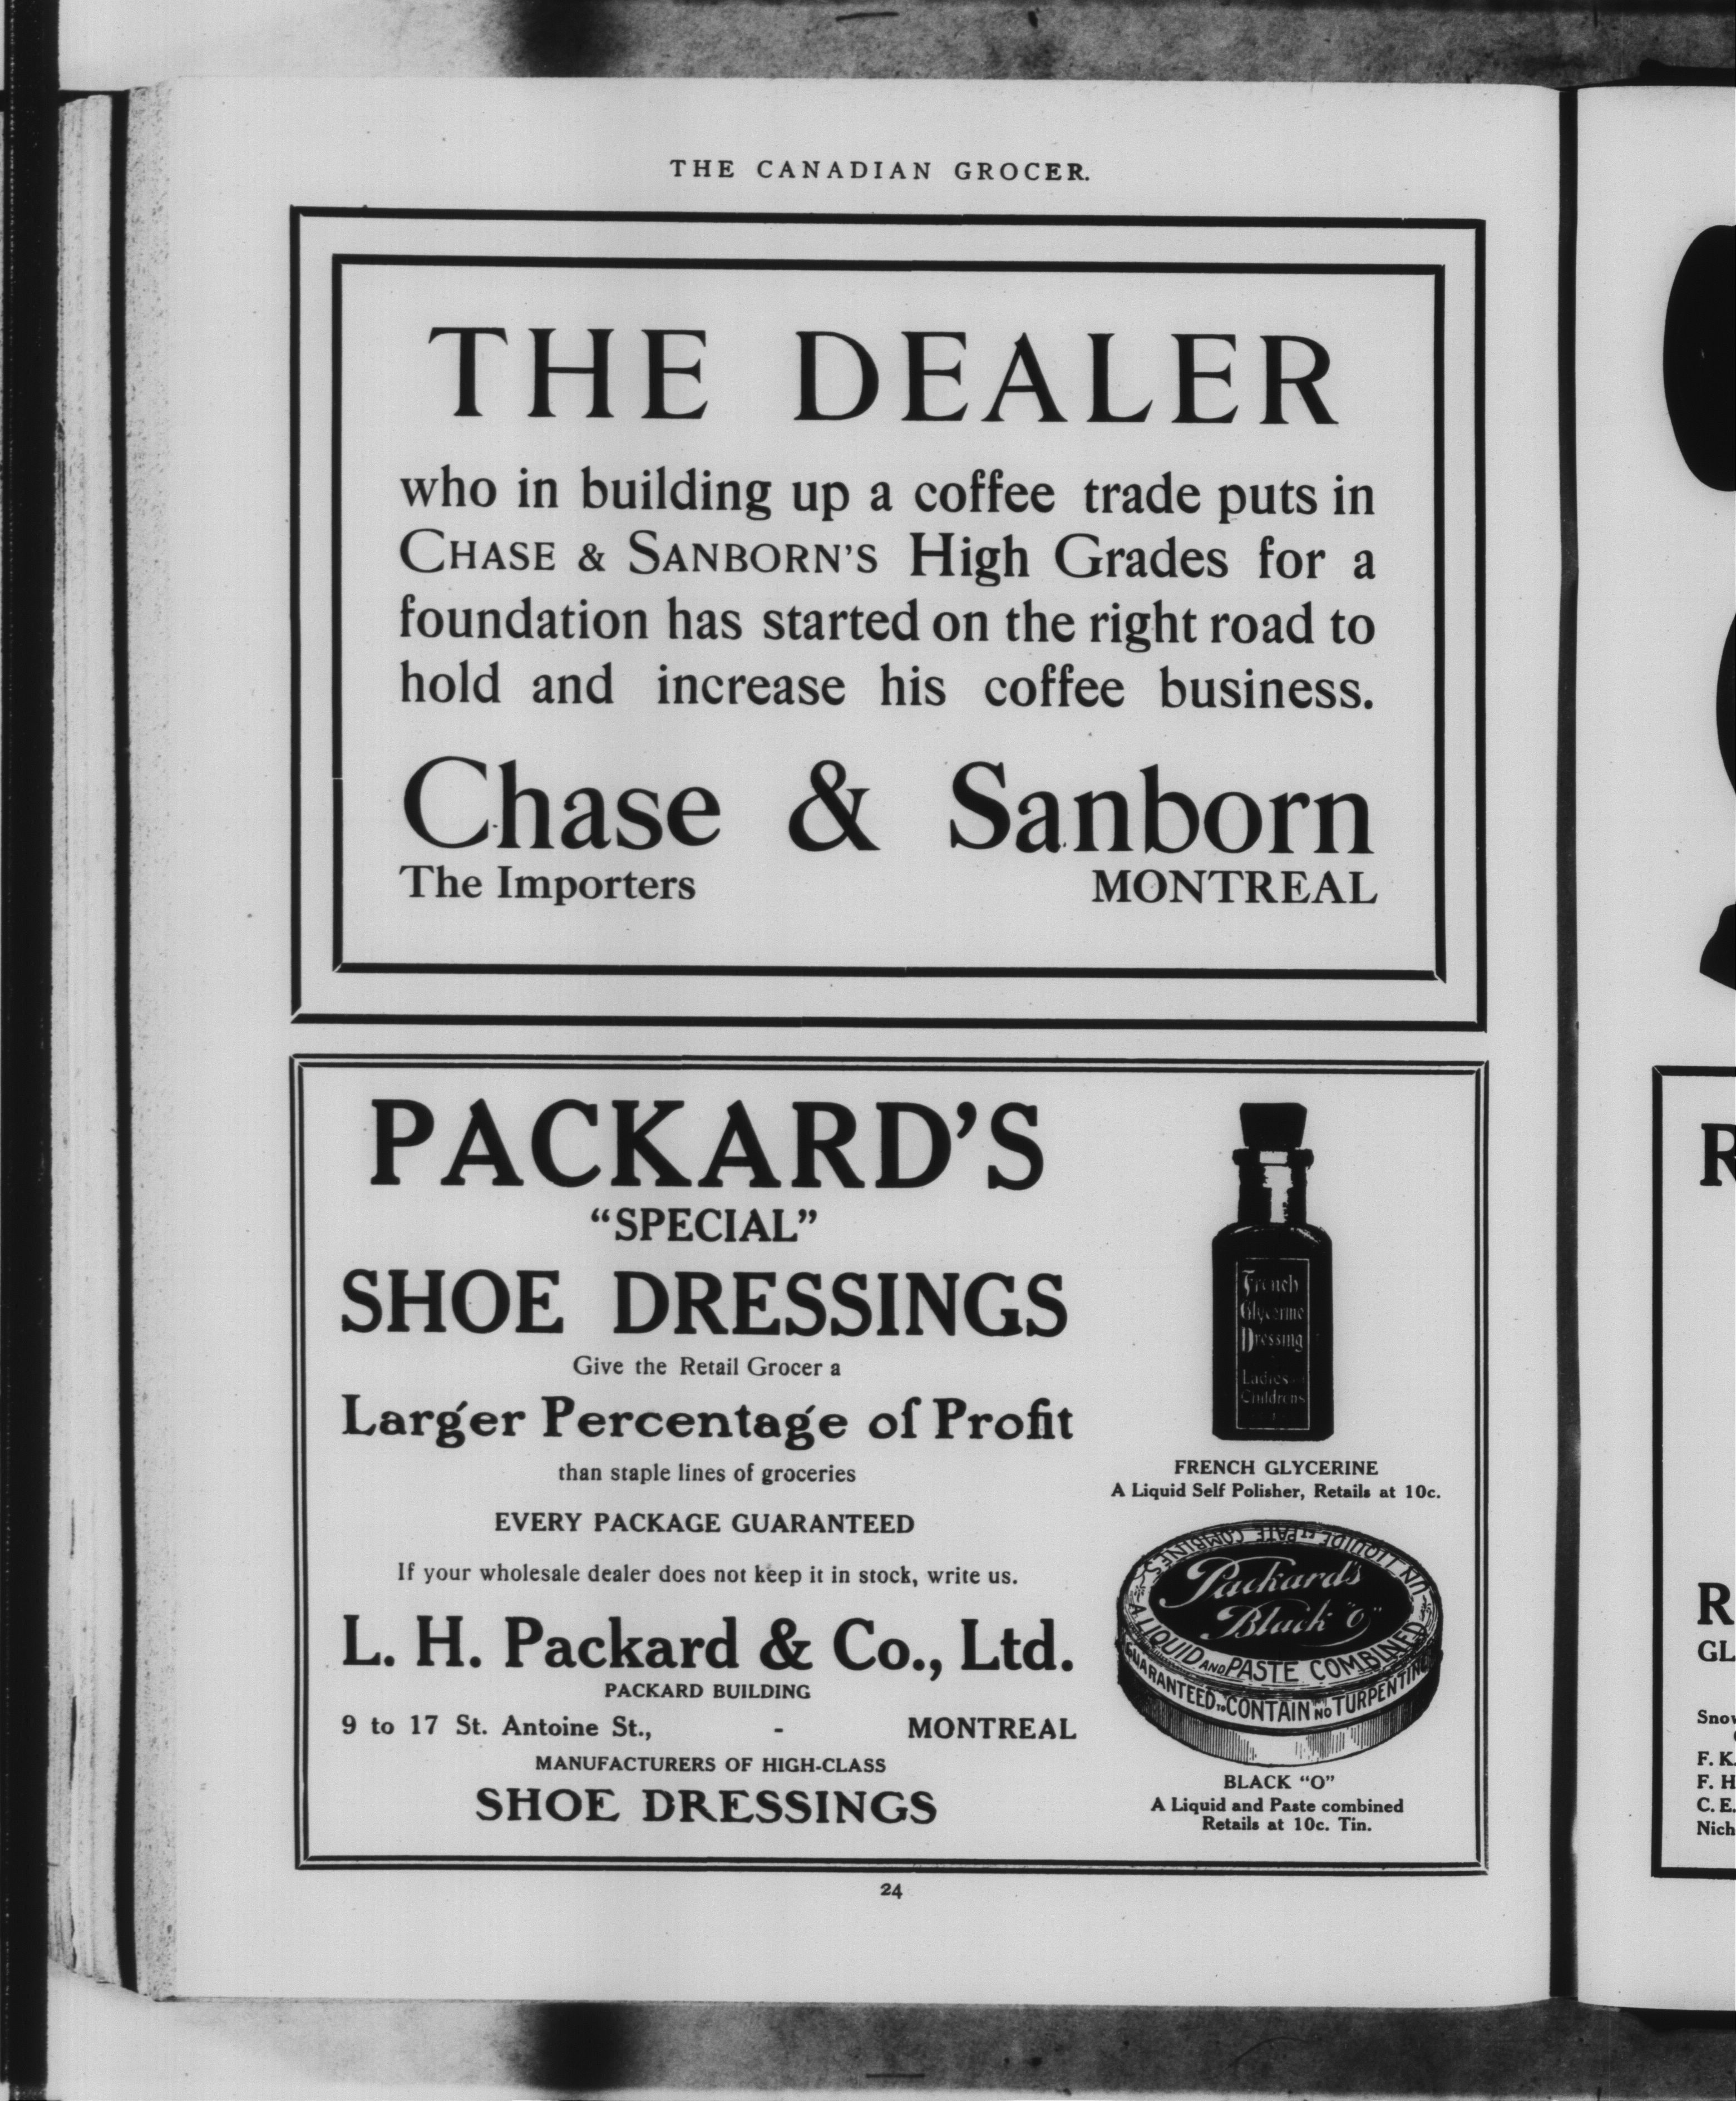 THE CANADIAN GROCER.
THE DEALER
who in building up a coffee trade puts in
CHASE & SANBORN'S High Grades for a
foundation has started on the right road to
hold and increase his coffee business.
Chase & Sanborn
The Importers MONTREAL
PACKARD'S
"SPECIAL"
SHOE DRESSINGS
Give the Retail Grocer a
Larger Percentage of Profit
than staple lines of groceries
EVERY PACKAGE GUARANTEED
If your wholesale dealer does not keep it in stock, write us.
L. H. Packard & Co., Ltd.
PACKARD BUILDING
9 to 17 St. Antoine St., - MONTREAL
MANUFACTURERS OF HIGH-CLASS
SHOE DRESSINGS
French
Glycerine
Dressing
Ladies
Childrens
FRENCH GLYCERINE
A Liquid Self Polisher, Retails at 10c.
UN LIQUIDE ET PATE COMBINES
Packard's
Black "O"
A LIQUID AND PASTE COMBINED
GUARANTEED TO CONTAIN NO TURPENTINE
BLACK "O"
A Liquid and Paste combined
Retails at 10c. Tin.
24
R
R
GL
Snow
F. K.
F. H
C. E.
Nich